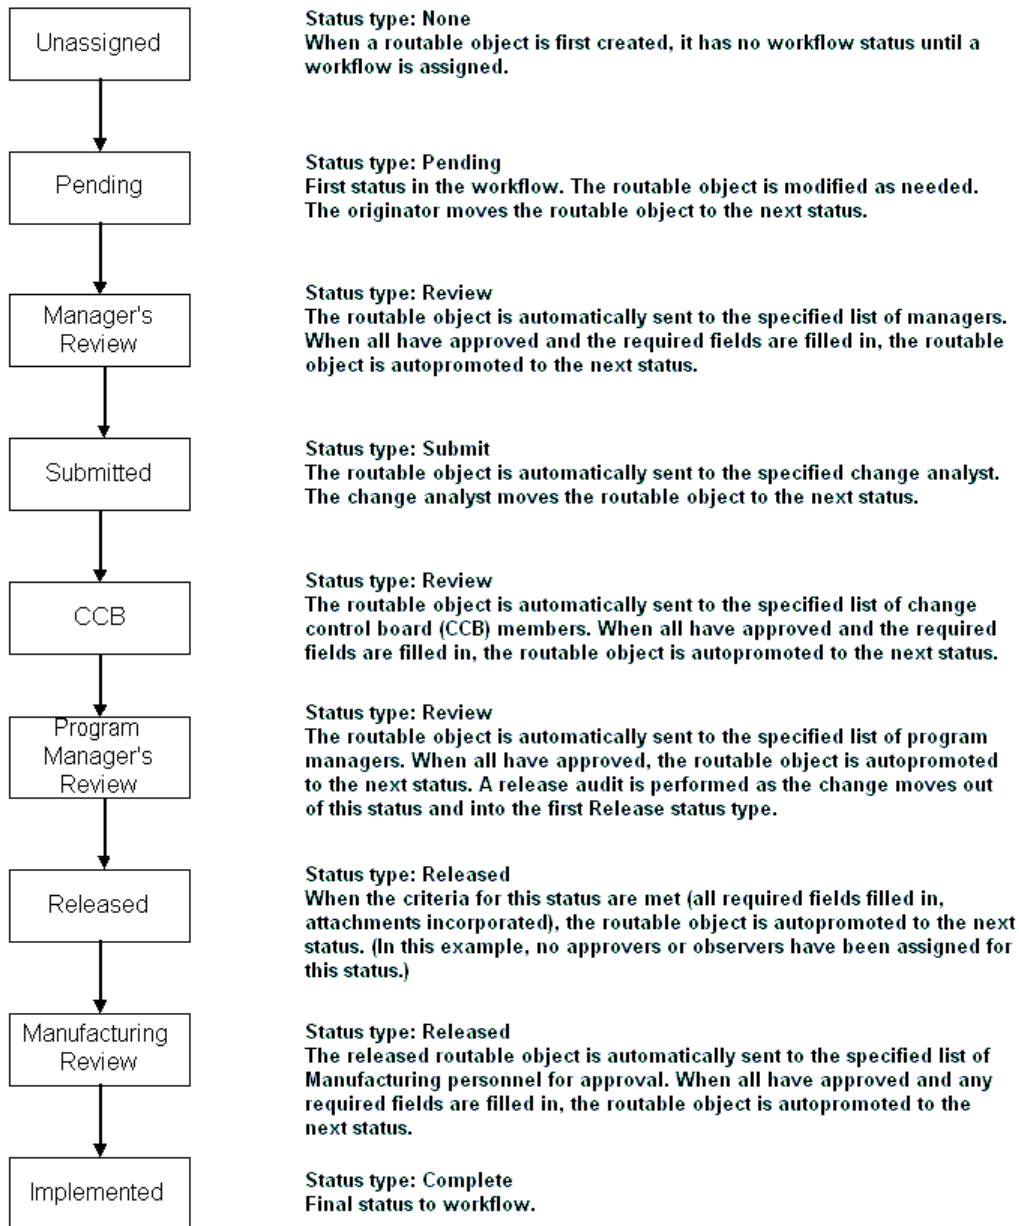 Unassigned
Status type: None
When a routable object is first created, it has no workflow status until a
workflow is assigned.
Pending
Status type: Pending
First status in the workflow. The routable object is modified as needed.
The originator moves the routable object to the next status.
Manager's
Review
Status type: Review
The routable object is automatically sent to the specified list of managers.
When all have approved and the required fields are filled in, the routable
object is autopromoted to the next status.
Submitted
Status type: Submit
The routable object is automatically sent to the specified change analyst.
The change analyst moves the routable object to the next status.
CCB
Status type: Review
The routable object is automatically sent to the specified list of change
control board (CCB) members. When all have approved and the required
fields are filled in, the routable object is autopromoted to the next status.
Program
Manager's
Review
Status type: Review
The routable object is automatically sent to the specified list of program
managers. When all have approved, the routable object is autopromoted
to the next status. A release audit is performed as the change moves out
of this status and into the first Release status type.
Released
Status type: Released
When the criteria for this status are met (all required fields filled in,
attachments incorporated), the routable object is autopromoted to the next
status. (In this example, no approvers or observers have been assigned for
this status.)
Manufacturing
Review
Status type: Released
The released routable object is automatically sent to the specified list of
Manufacturing personnel for approval. When all have approved and any
required fields are filled in, the routable object is autopromoted to the
next status.
Implemented
Status type: Complete
Final status to workflow.